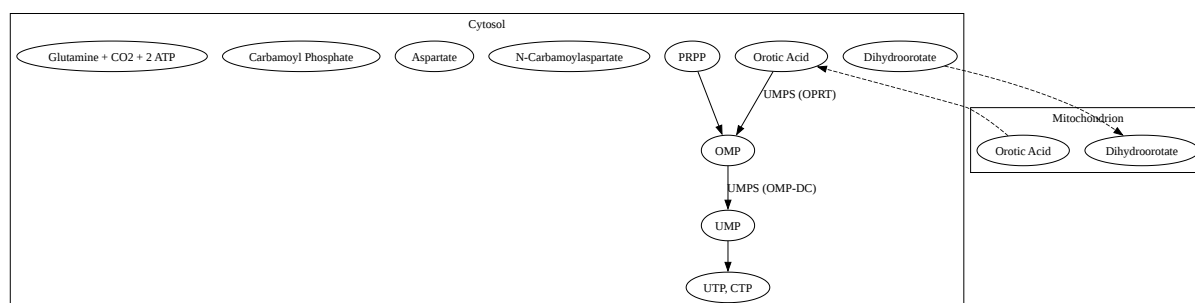 Cytosol
Glutamine + CO2 + 2 ATP
Carbamoyl Phosphate
Aspartate
N-Carbamoylaspartate
PRPP
Orotic Acid
Dihydroorotate
UMPS (OPRT)
Mitochondrion
OMP
Orotic Acid
Dihydroorotate
UMPS (OMP-DC)
UMP
UTP, CTP